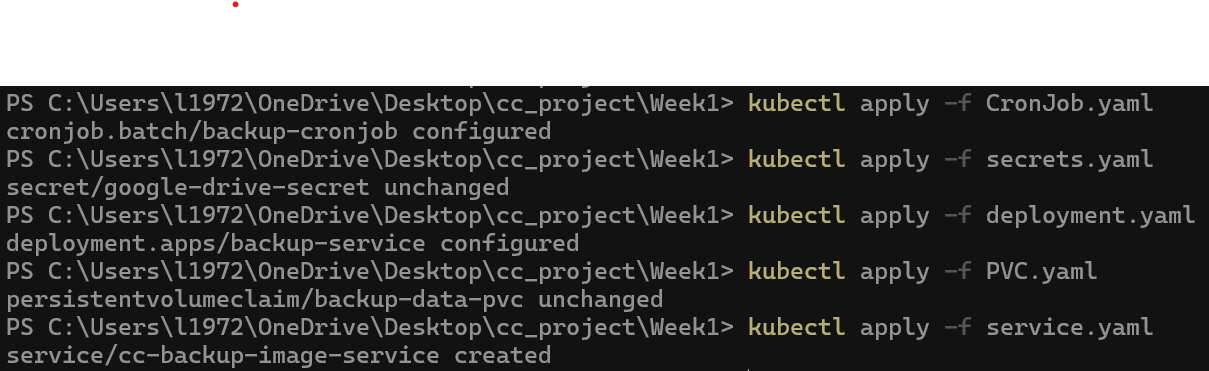 PS C:\Users\l1972\OneDrive\Desktop\cc_project\Week1> kubectl apply -f CronJob.yaml
cronjob.batch/backup-cronjob configured
PS C:\Users\l1972\OneDrive\Desktop\cc_project\Week1> kubectl apply -f secrets.yaml
secret/google-drive-secret unchanged
PS C:\Users\l1972\OneDrive\Desktop\cc_project\Week1> kubectl apply -f deployment.yaml
deployment.apps/backup-service configured
PS C:\Users\l1972\OneDrive\Desktop\cc_project\Week1> kubectl apply -f PVC.yaml
persistentvolumeclaim/backup-data-pvc unchanged
PS C:\Users\l1972\OneDrive\Desktop\cc_project\Week1> kubectl apply -f service.yaml
service/cc-backup-image-service created